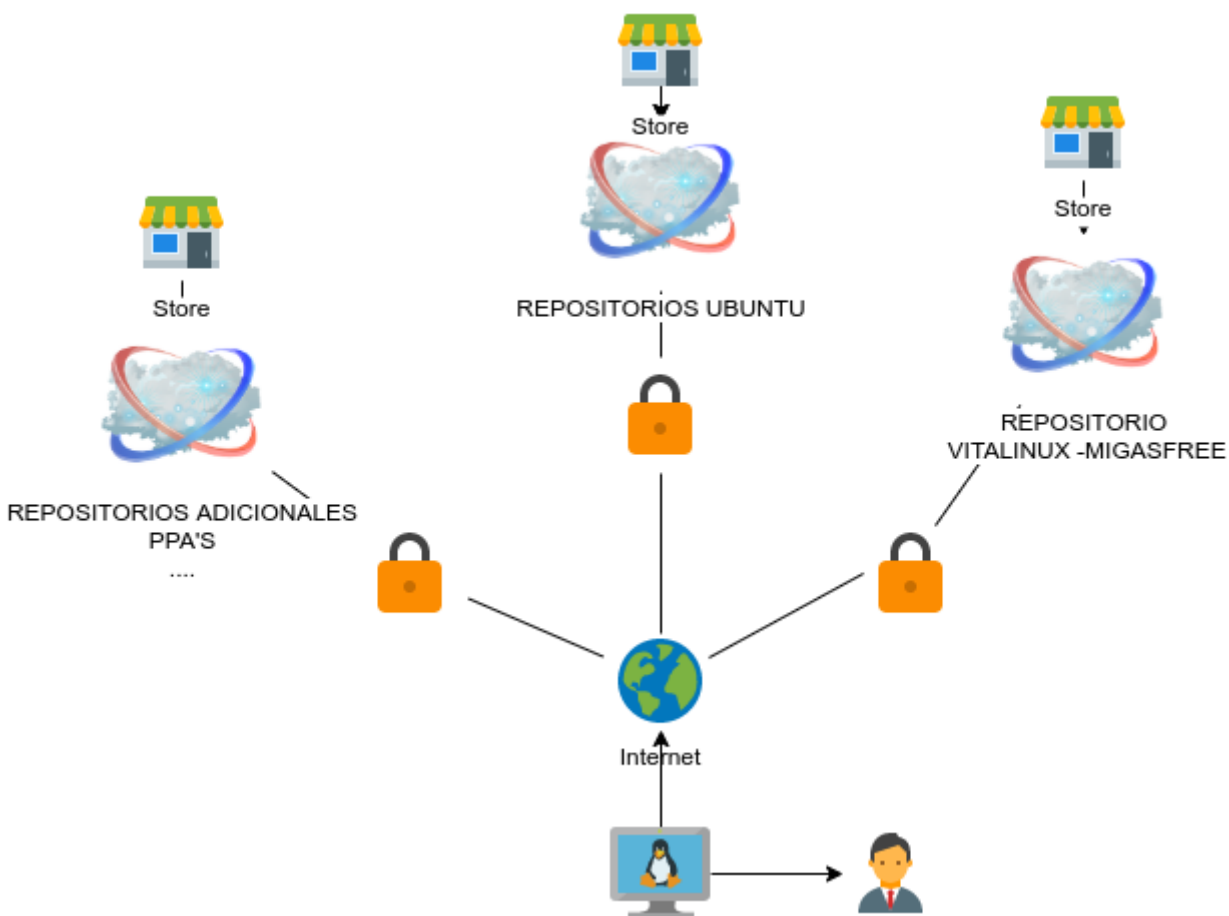 Store
Store
Store
REPOSITORIOS UBUNTU
REPOSITORIO
VITALINUX -MIGASFREE
REPOSITORIOS ADICIONALES
PPA'S
....
Internet